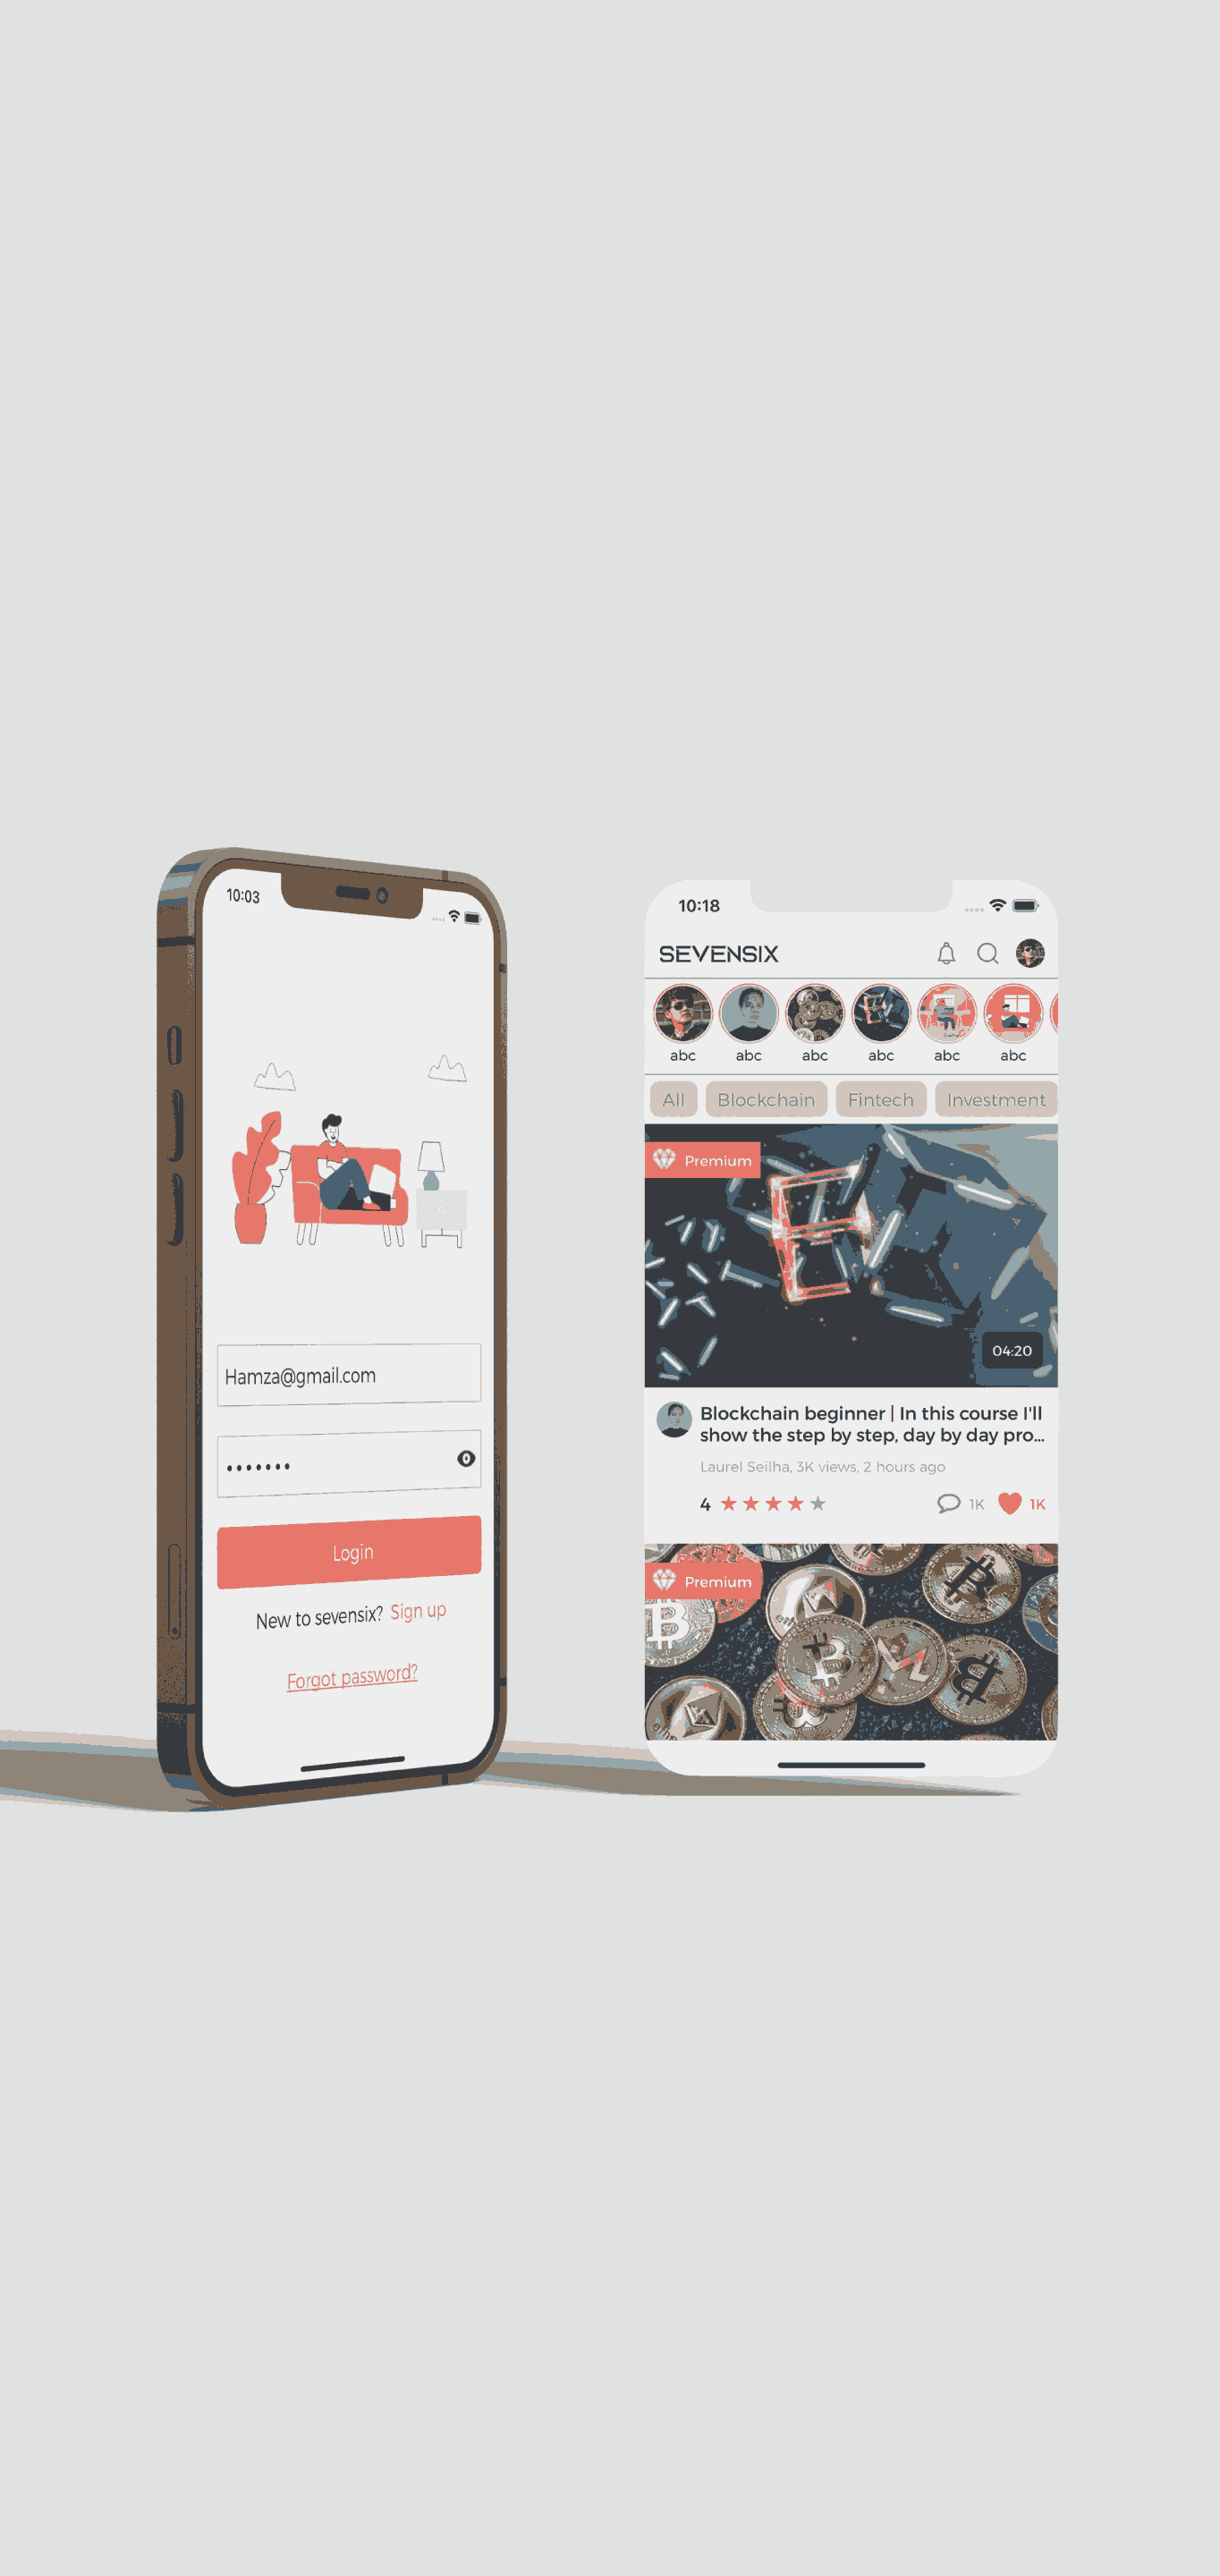 10:03
Hamza@gmail.com
Login
New to sevensix? Sign up
Forgot password?
10:18
SEVENSIX
abc abc abc abc abc abc
All Blockchain Fintech Investment
Premium
04:20
Blockchain beginner | In this course I'll
show the step by step, day by day pro...
Laurel Seilha, 3K views, 2 hours ago
4 1K 1K
Premium